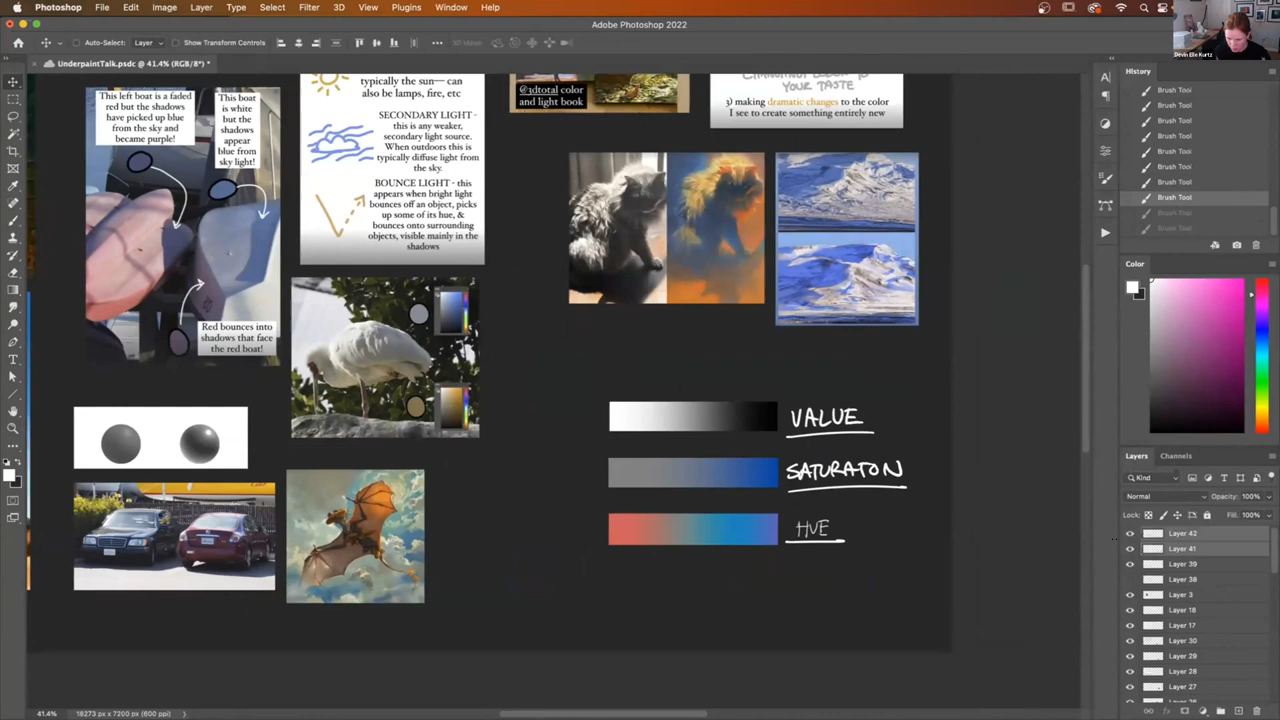 Photoshop File Edit Image Layer Type Select Filter 3D View Plugins Window Help
Adobe Photoshop 2022
Auto-Select: Layer Show Transform Controls
UnderpaintTalk.psdc @ 41.4% (RGB/8*) *
Devin Elle Kurtz
This left boat is a faded
red but the shadows
have picked up blue
from the sky and
became purple!
This boat
is white
but the
shadows
appear
blue from
sky light!
Red bounces into
shadows that face
the red boat!
typically the sun— can
also be lamps, fire, etc
SECONDARY LIGHT -
this is any weaker,
secondary light source.
When outdoors this is
typically diffuse light from
the sky.
BOUNCE LIGHT - this
appears when bright light
bounces off an object, picks
up some of its hue, &
bounces onto surrounding
objects, visible mainly in the
shadows
@3dtotal color
and light book
YOUR TASTE
3) making dramatic changes to the color
I see to create something entirely new
VALUE
SATURATON
HVE
History
Brush Tool
Brush Tool
Brush Tool
Brush Tool
Brush Tool
Brush Tool
Brush Tool
Brush Tool
Brush Tool
Brush Tool
Color
Layers Channels
Kind
Normal Opacity: 100%
Lock: Fill: 100%
Layer 42
Layer 41
Layer 39
Layer 38
Layer 3
Layer 18
Layer 17
Layer 30
Layer 29
Layer 28
Layer 27
41.4% 18273 px x 7200 px (600 ppi)